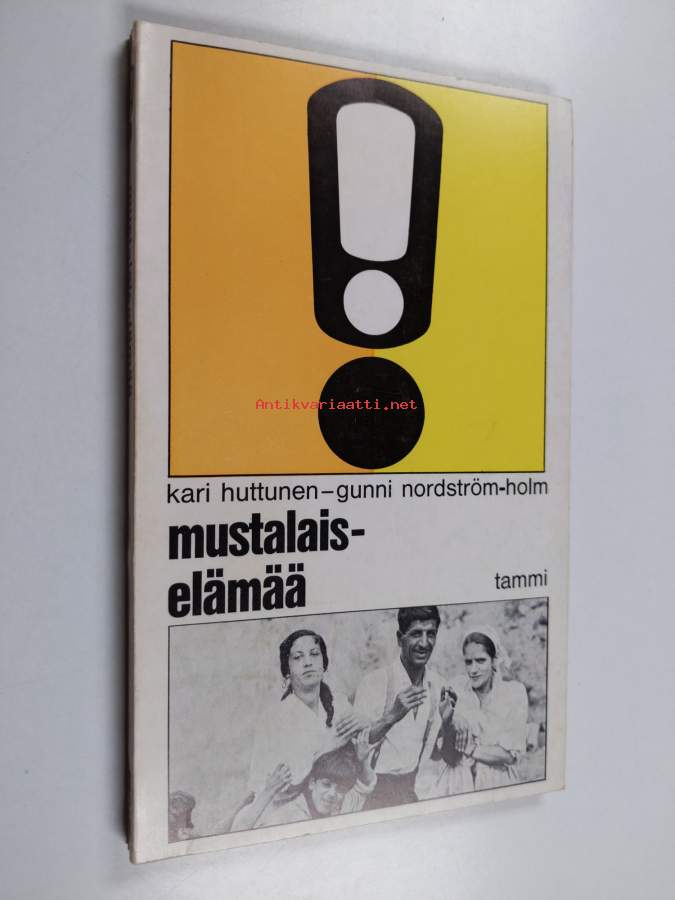 Antikvariaatti.net
kari huttunen – gunni nordström-holm
mustalais-
elämää
tammi